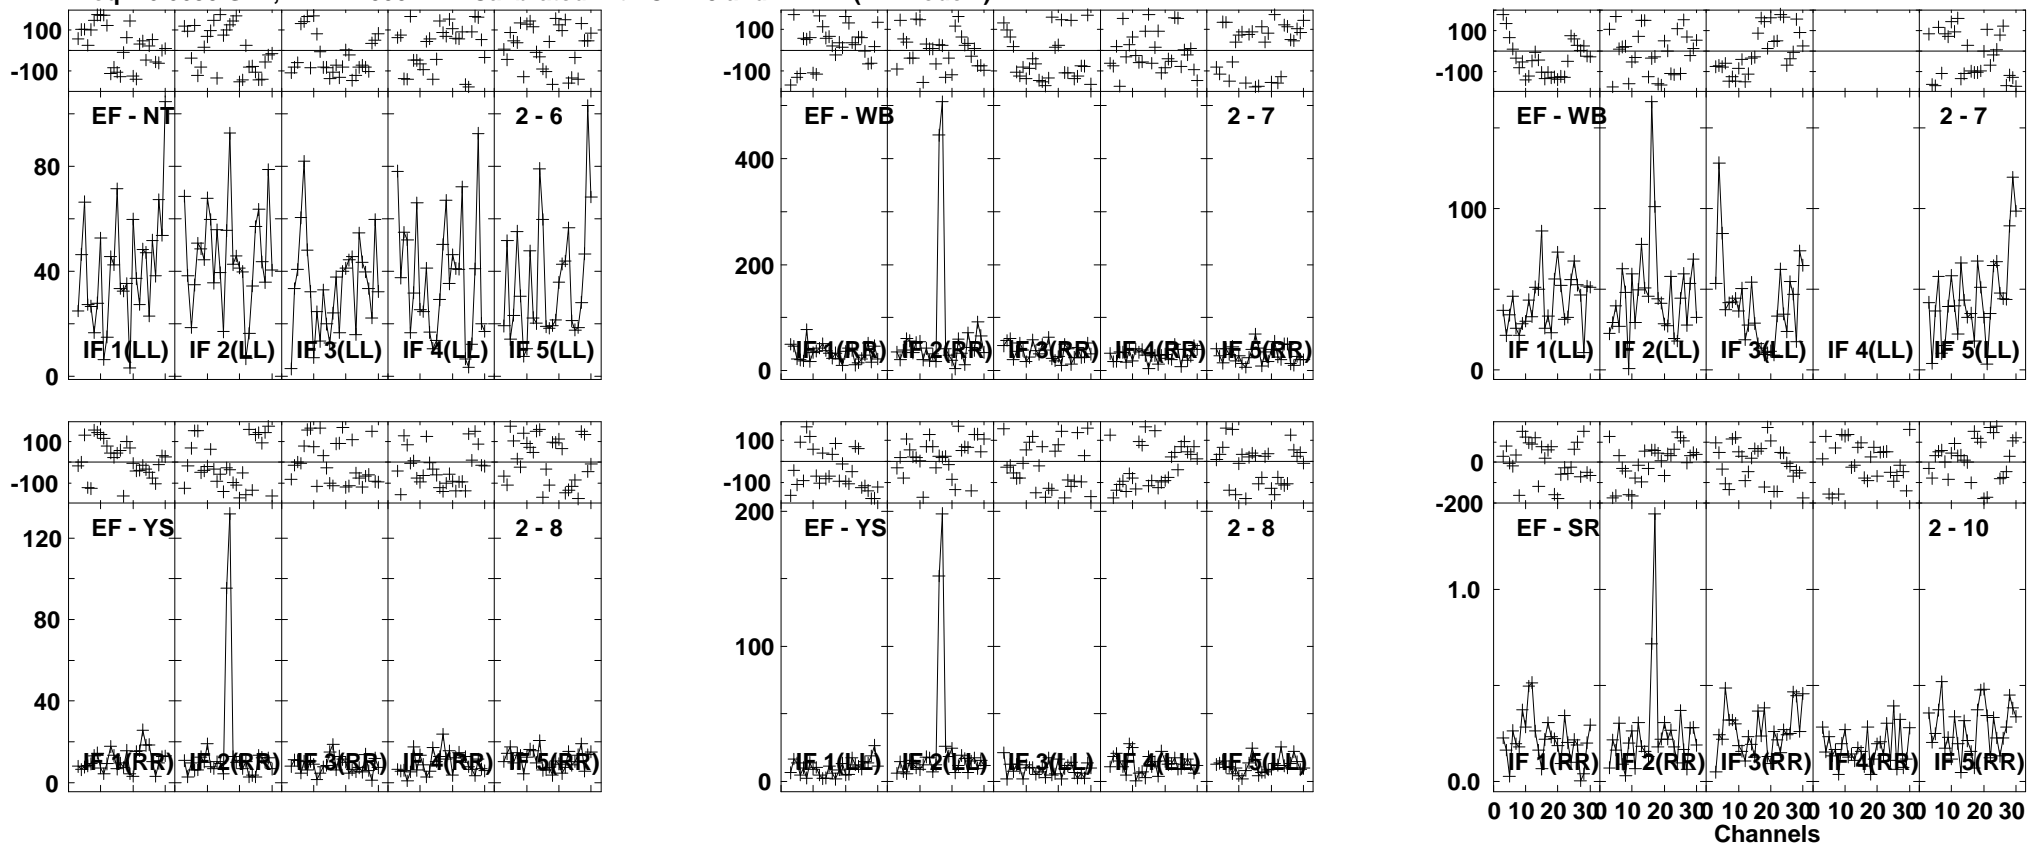 100
-100
EF - NT
2 - 6
80
40
0
IF 1(LL) IF 2(LL) IF 3(LL) IF 4(LL) IF 5(LL)
100
-100
EF - WB
2 - 7
400
200
0
IF 1(RR) IF 2(RR) IF 3(RR) IF 4(RR) IF 5(RR)
100
-100
EF - WB
2 - 7
100
0
IF 1(LL) IF 2(LL) IF 3(LL) IF 4(LL) IF 5(LL)
100
-100
EF - YS
2 - 8
120
80
40
0
IF 1(RR) IF 2(RR) IF 3(RR) IF 4(RR) IF 5(RR)
100
-100
200
EF - YS
2 - 8
100
0
IF 1(LL) IF 2(LL) IF 3(LL) IF 4(LL) IF 5(LL)
0
-200
EF - SR
2 - 10
1.0
0.0
IF 1(RR) IF 2(RR) IF 3(RR) IF 4(RR) IF 5(RR)
0 10 20 30 0 10 20 30 0 10 20 30 0 10 20 30 0 10 20 30
Channels